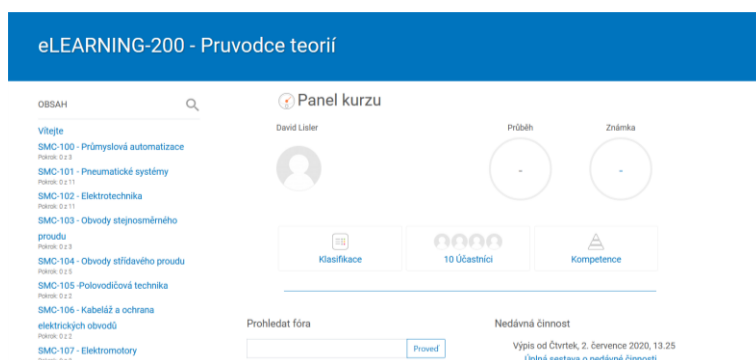 eLEARNING-200 - Pruvodce teorií
OBSAH
Vítejte
SMC-100 - Průmyslová automatizace
Pokrok: 0 z 3
SMC-101 - Pneumatické systémy
Pokrok: 0 z 11
SMC-102 - Elektrotechnika
Pokrok: 0 z 11
SMC-103 - Obvody stejnosměrného
proudu
Pokrok: 0 z 3
SMC-104 - Obvody střídavého proudu
Pokrok: 0 z 5
SMC-105 -Polovodičová technika
Pokrok: 0 z 2
SMC-106 - Kabeláž a ochrana
elektrických obvodů
Pokrok: 0 z 2
SMC-107 - Elektromotory
Panel kurzu
David Lisler
Průběh
Známka
-
-
Klasifikace
10 Účastníci
Kompetence
Prohledat fóra
Proveď
Nedávná činnost
Výpis od Čtvrtek, 2. července 2020, 13.25
Úplná sestava o nedávné činnosti